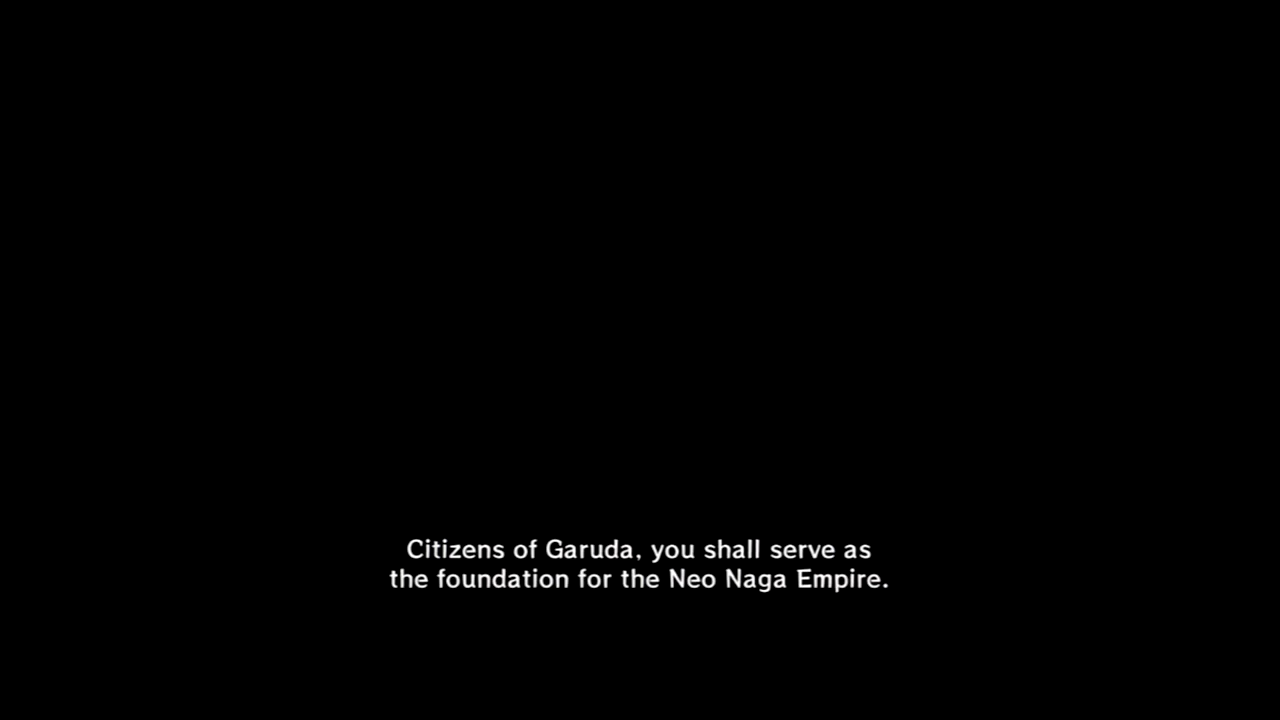 Citizens of Garuda, you shall serve as
the foundation for the Neo Naga Empire.